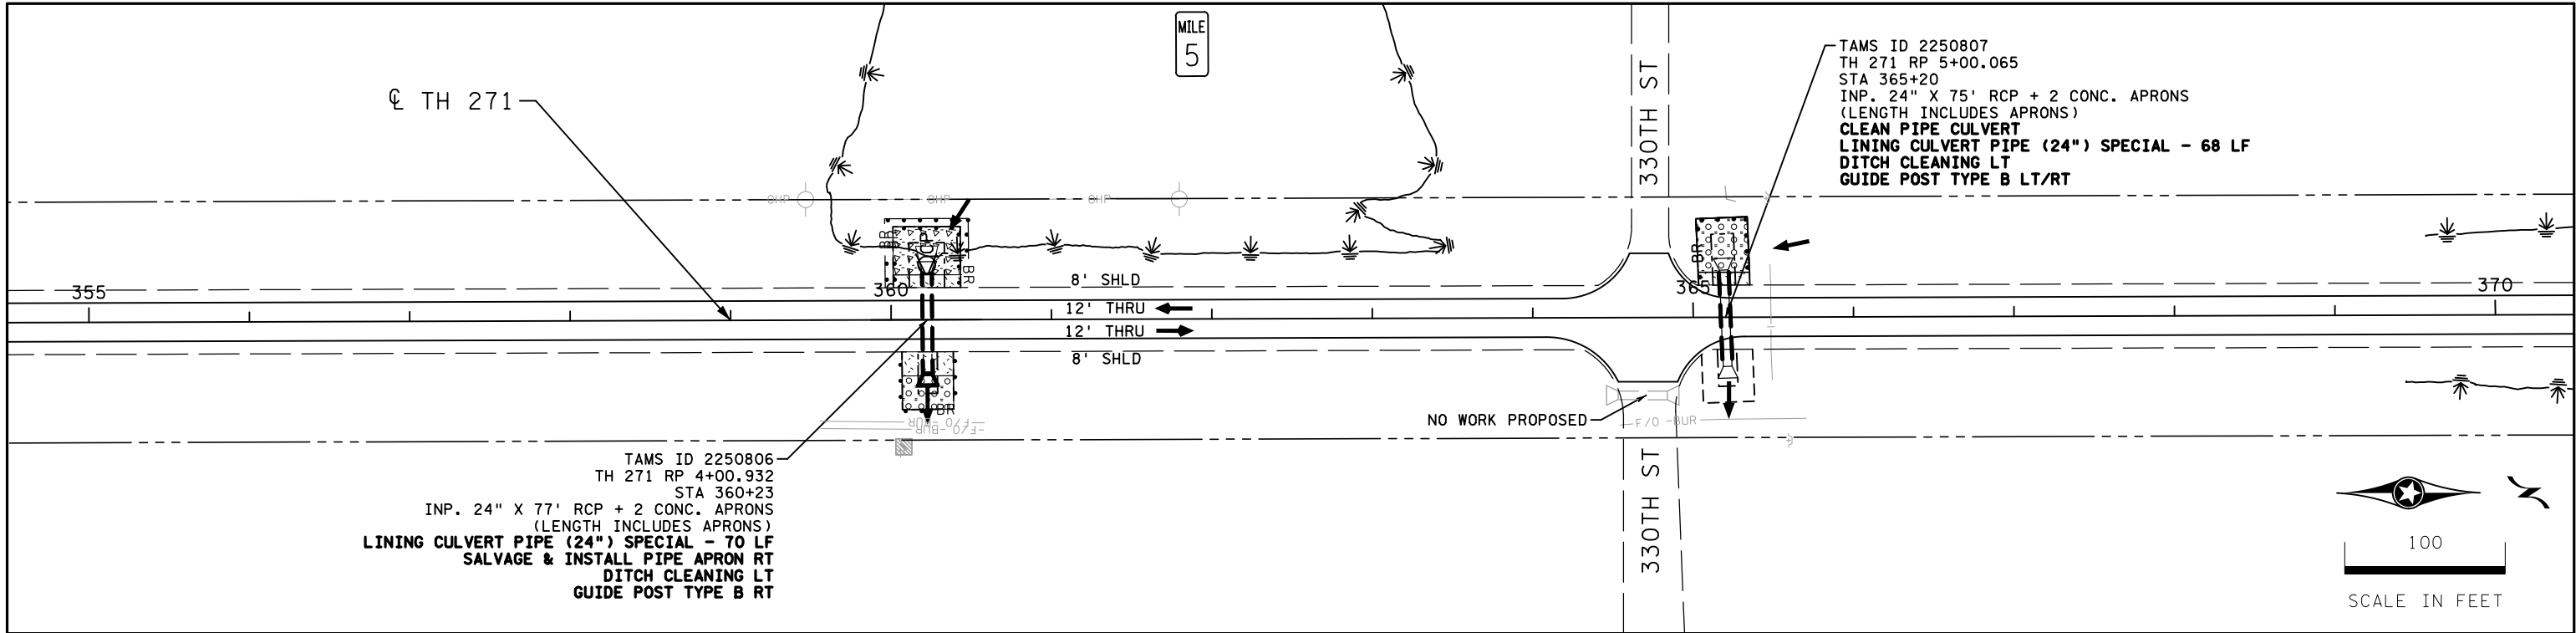 MILE
5
℄ TH 271
330TH ST
TAMS ID 2250807
TH 271 RP 5+00.065
STA 365+20
INP. 24" X 75' RCP + 2 CONC. APRONS
(LENGTH INCLUDES APRONS)
CLEAN PIPE CULVERT
LINING CULVERT PIPE (24") SPECIAL - 68 LF
DITCH CLEANING LT
GUIDE POST TYPE B LT/RT
OHP
OHP
OHP
BR
BR
BR
355
360
365
370
8' SHLD
12' THRU
12' THRU
8' SHLD
BR
F/O -BUR
F/O -BUR
NO WORK PROPOSED
F/O -BUR
330TH ST
TAMS ID 2250806
TH 271 RP 4+00.932
STA 360+23
INP. 24" X 77' RCP + 2 CONC. APRONS
(LENGTH INCLUDES APRONS)
LINING CULVERT PIPE (24") SPECIAL - 70 LF
SALVAGE & INSTALL PIPE APRON RT
DITCH CLEANING LT
GUIDE POST TYPE B RT
100
SCALE IN FEET